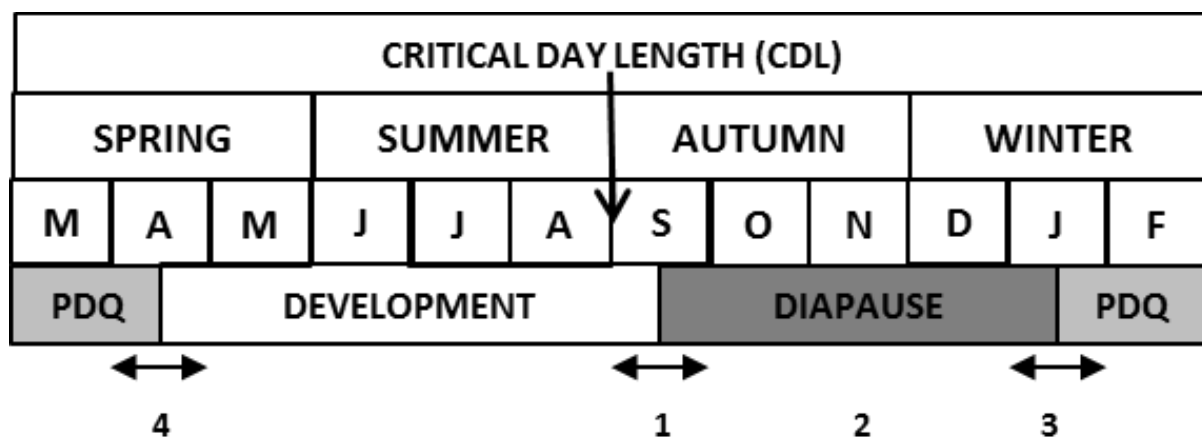 CRITICAL DAY LENGTH (CDL)
SPRING SUMMER AUTUMN WINTER
M A M J J A S O N D J F
PDQ DEVELOPMENT DIAPAUSE PDQ
4 1 2 3